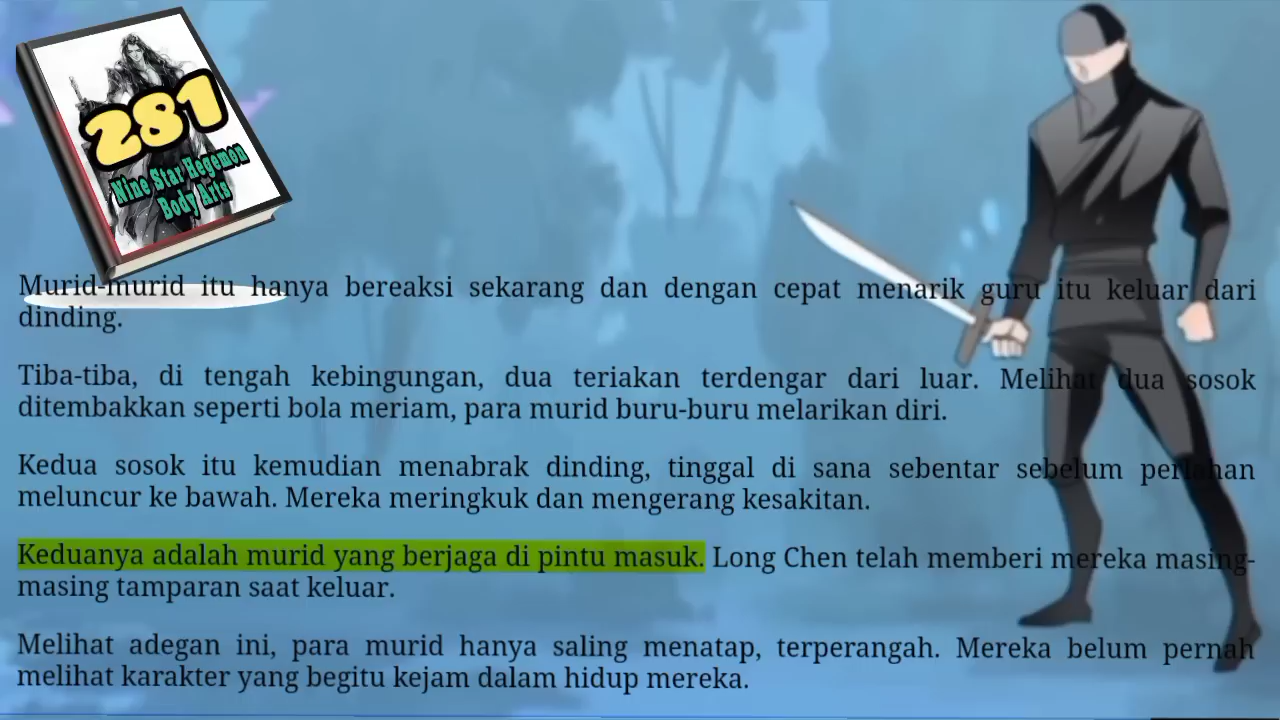 281
Nine Star Hegemon
Body Arts
Murid-murid itu hanya bereaksi sekarang dan dengan cepat menarik guru itu keluar dari
dinding.
Tiba-tiba, di tengah kebingungan, dua teriakan terdengar dari luar. Melihat dua sosok
ditembakkan seperti bola meriam, para murid buru-buru melarikan diri.
Kedua sosok itu kemudian menabrak dinding, tinggal di sana sebentar sebelum perlahan
meluncur ke bawah. Mereka meringkuk dan mengerang kesakitan.
Keduanya adalah murid yang berjaga di pintu masuk. Long Chen telah memberi mereka masing-
masing tamparan saat keluar.
Melihat adegan ini, para murid hanya saling menatap, terperangah. Mereka belum pernah
melihat karakter yang begitu kejam dalam hidup mereka.